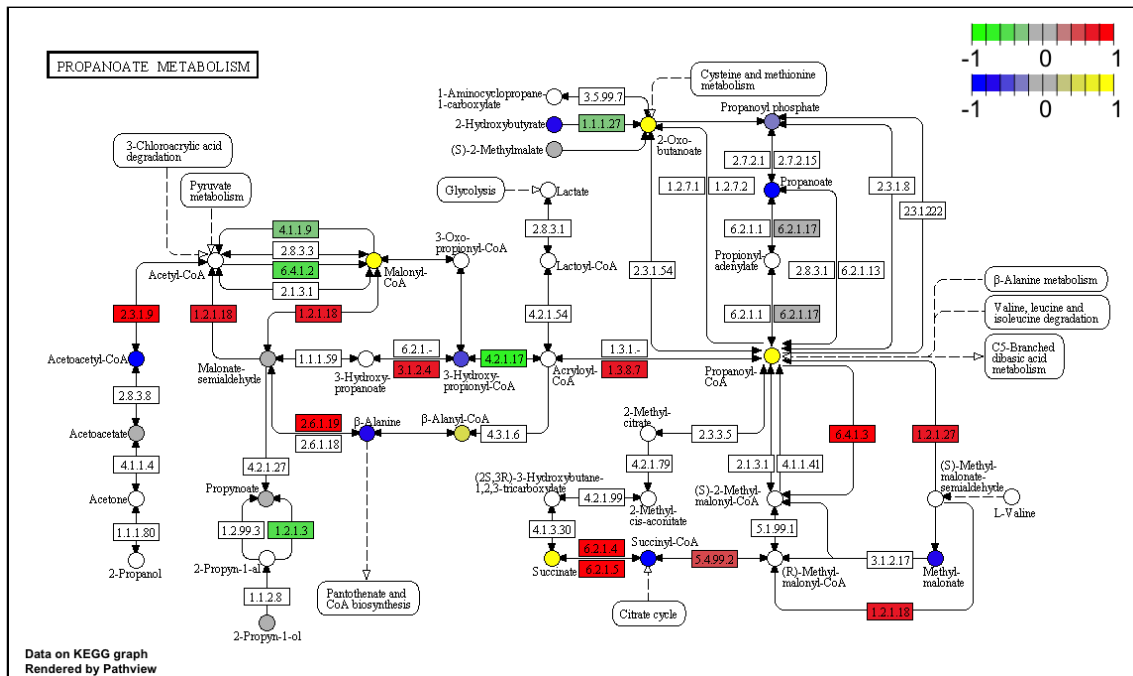 PROPANOATE METABOLISM
-1 0 1
-1 0 1
Cysteine and methionine
metabolism
1-Aminocyclopropane
1-carboxylate
3.5.99.7
Propanoyl phosphate
2-Hydroxybutyrate
1.1.1.27
2-Oxo-
butanoate
(S)-2-Methylmalate
3-Chloroacrylic acid
degradation
Pyruvate
metabolism
Glycolysis
Lactate
2.7.2.1
2.7.2.15
1.2.7.1
1.2.7.2
2.3.1.8
2.3.1.222
Propanoate
4.1.1.9
2.8.3.3
6.4.1.2
2.1.3.1
Acetyl-CoA
Malonyl-
CoA
3-Oxo-
propionyl-CoA
2.8.3.1
Lactoyl-CoA
6.2.1.1
6.2.1.17
Propionyl-
adenylate
2.3.1.54
2.8.3.1
6.2.1.13
β-Alanine metabolism
Valine, leucine and
isoleucine degradation
C5-Branched
dibasic acid
metabolism
2.3.1.9
1.2.1.18
1.2.1.18
4.2.1.54
6.2.1.1
6.2.1.17
Acetoacetyl-CoA
Malonate-
semialdehyde
1.1.1.59
3-Hydroxy-
propanoate
6.2.1.-
3.1.2.4
3-Hydroxy-
propionyl-CoA
4.2.1.17
Acryloyl-
CoA
1.3.1.-
1.3.8.7
Propanoyl-
CoA
2.8.3.8
Acetoacetate
2.6.1.19
2.6.1.18
β-Alanine
β-Alanyl-CoA
4.3.1.6
2-Methyl-
citrate
2.3.3.5
6.4.1.3
1.2.1.27
4.1.1.4
Acetone
4.2.1.27
Propynoate
4.2.1.79
2.1.3.1
4.1.1.41
(S)-Methyl-
malonate-
semialdehyde
L-Valine
(2S,3R)-3-Hydroxybutane-
1,2,3-tricarboxylate
4.2.1.99
2-Methyl-
cis-aconitate
(S)-2-Methyl-
malonyl-CoA
1.1.1.80
2-Propanol
1.2.99.3
1.2.1.3
2-Propyn-1-al
4.1.3.30
5.1.99.1
Succinate
6.2.1.4
6.2.1.5
Succinyl-CoA
5.4.99.2
(R)-Methyl-
malonyl-CoA
3.1.2.17
Methyl-
malonate
1.1.2.8
2-Propyn-1-ol
Pantothenate and
CoA biosynthesis
Citrate cycle
1.2.1.18
Data on KEGG graph
Rendered by Pathview